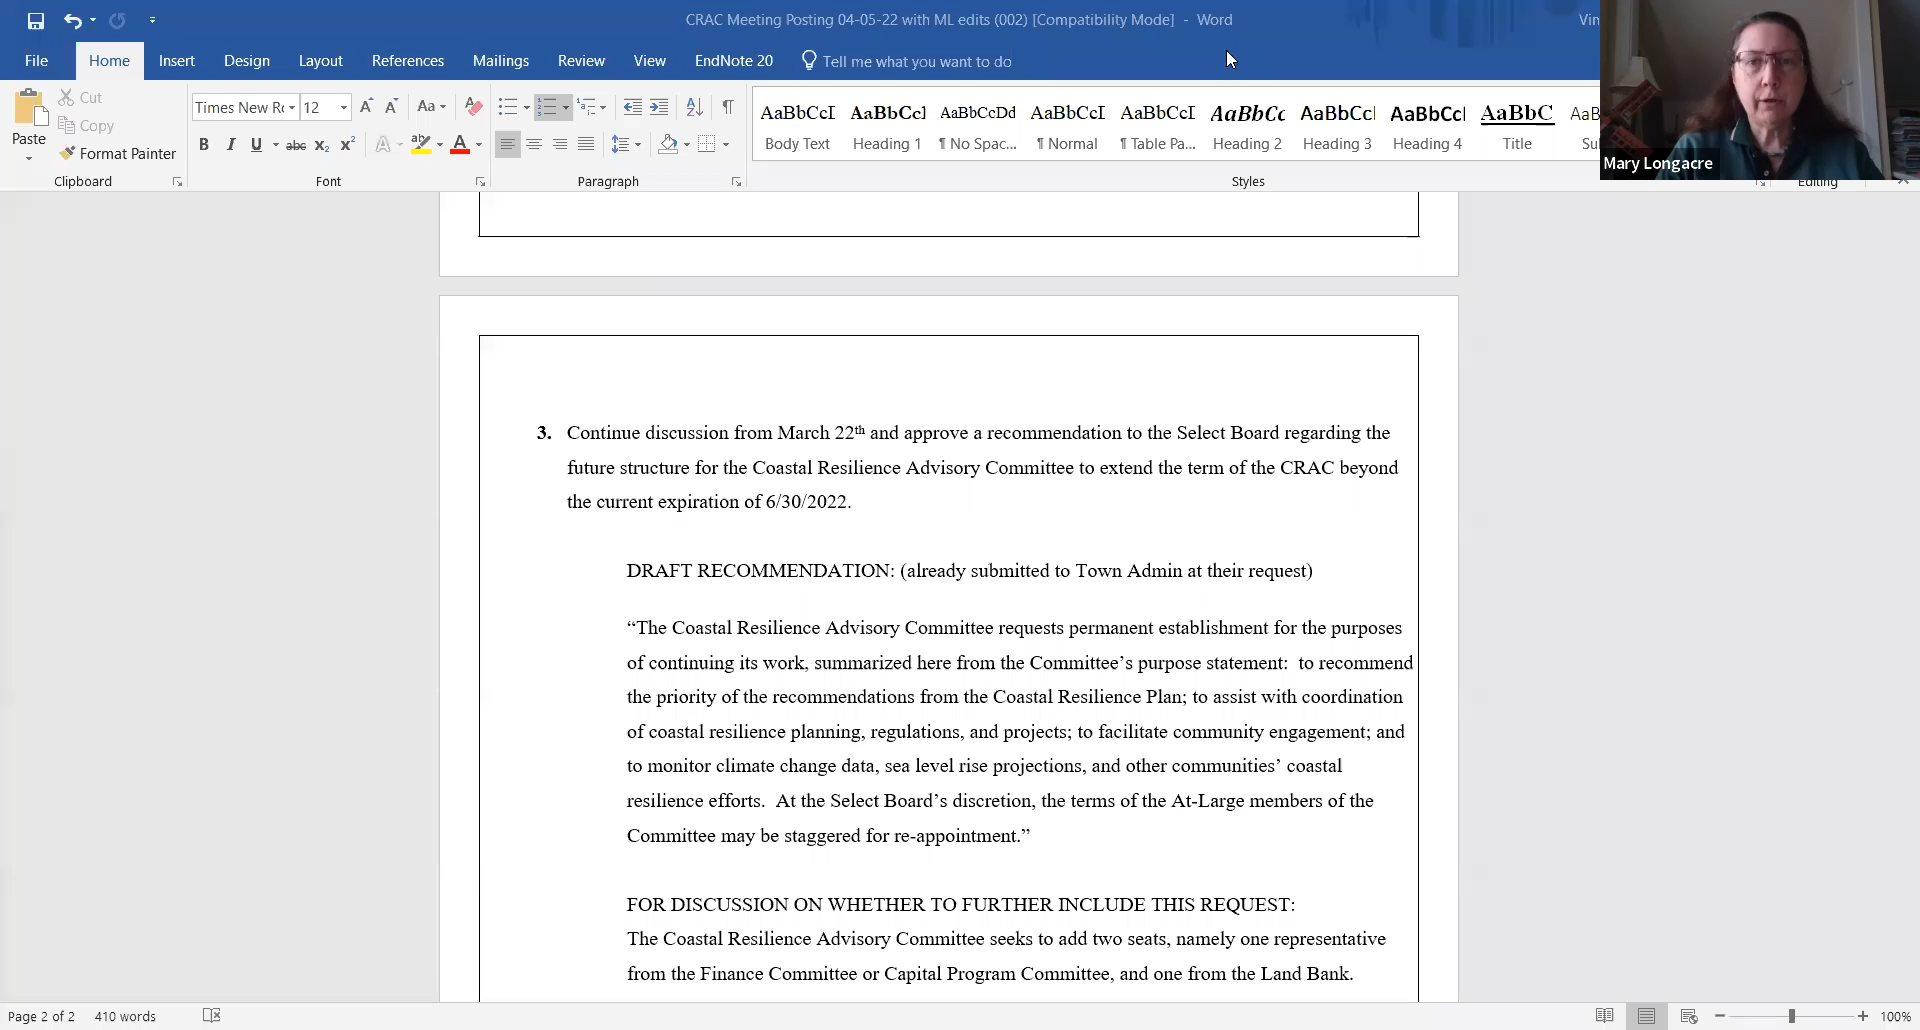 CRAC Meeting Posting 04-05-22 with ML edits (002) [Compatibility Mode] - Word
Vin
File Home Insert Design Layout References Mailings Review View EndNote 20 Tell me what you want to do
Paste
Cut
Copy
Format Painter
Clipboard
Times New Ro 12
Aa
B I U abc X₂ X²
A A
Font
Paragraph
AaBbCcI AaBbCcI AaBbCcDd AaBbCcI AaBbCcI AaBbCc AaBbCcI AaBbCcI AaBbC AaB
Body Text Heading 1 ¶ No Spac... ¶ Normal ¶ Table Pa... Heading 2 Heading 3 Heading 4 Title Su
Styles
Editing
Mary Longacre
3. Continue discussion from March 22th and approve a recommendation to the Select Board regarding the
future structure for the Coastal Resilience Advisory Committee to extend the term of the CRAC beyond
the current expiration of 6/30/2022.
DRAFT RECOMMENDATION: (already submitted to Town Admin at their request)
“The Coastal Resilience Advisory Committee requests permanent establishment for the purposes
of continuing its work, summarized here from the Committee’s purpose statement: to recommend
the priority of the recommendations from the Coastal Resilience Plan; to assist with coordination
of coastal resilience planning, regulations, and projects; to facilitate community engagement; and
to monitor climate change data, sea level rise projections, and other communities’ coastal
resilience efforts. At the Select Board’s discretion, the terms of the At-Large members of the
Committee may be staggered for re-appointment.”
FOR DISCUSSION ON WHETHER TO FURTHER INCLUDE THIS REQUEST:
The Coastal Resilience Advisory Committee seeks to add two seats, namely one representative
from the Finance Committee or Capital Program Committee, and one from the Land Bank.
Page 2 of 2 410 words 100%